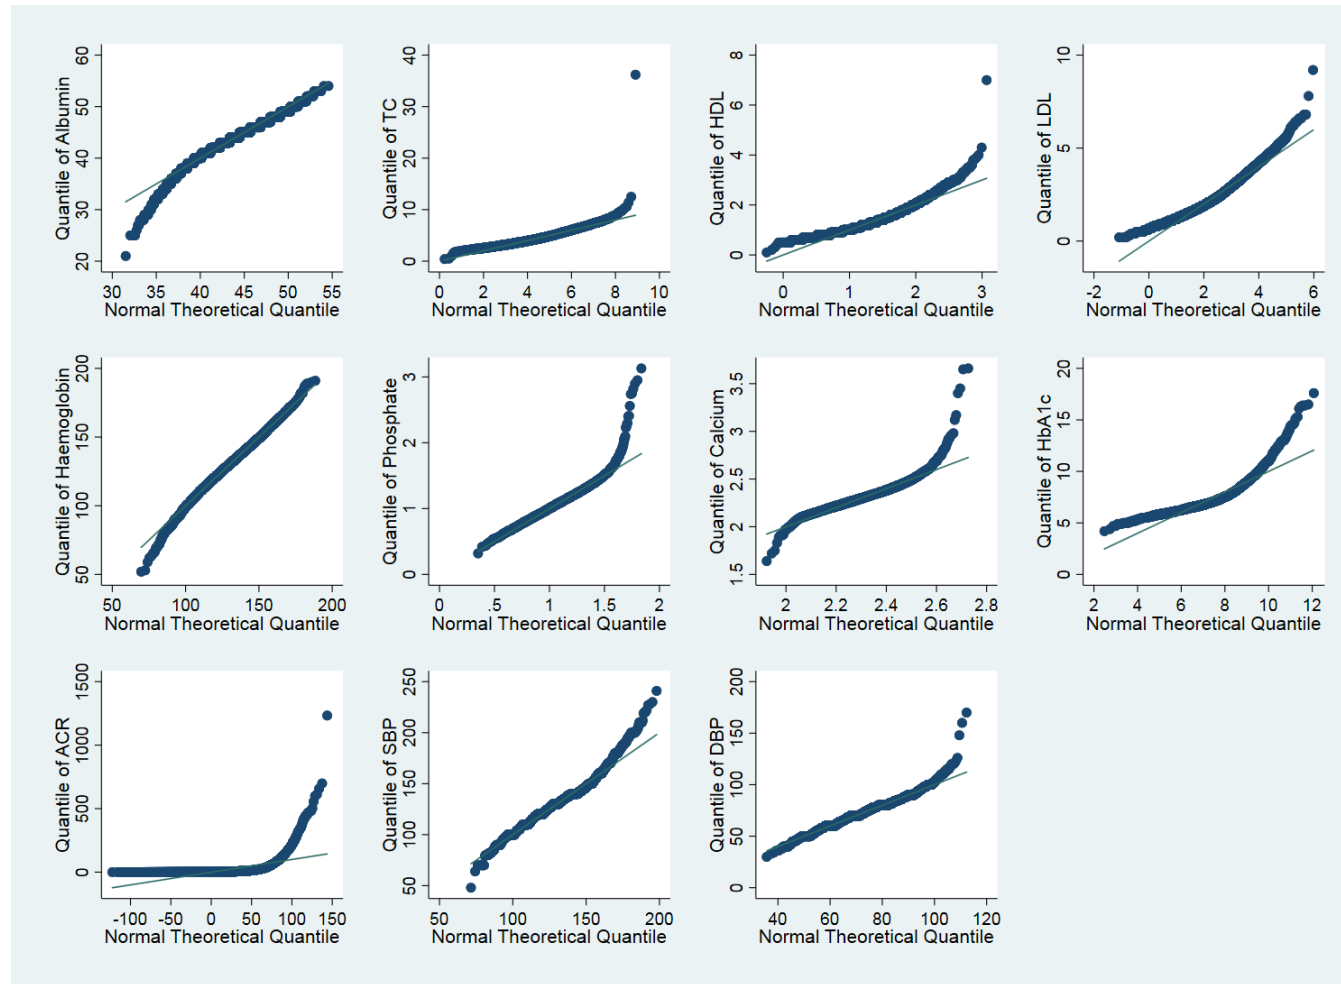 Quantile of Albumin
20 30 40 50 60
30 35 40 45 50 55
Normal Theoretical Quantile
Quantile of TC
0 10 20 30 40
0 2 4 6 8 10
Normal Theoretical Quantile
Quantile of HDL
0 2 4 6 8
0 1 2 3
Normal Theoretical Quantile
Quantile of LDL
0 5 10
-2 0 2 4 6
Normal Theoretical Quantile
Quantile of Haemoglobin
50 100 150 200
50 100 150 200
Normal Theoretical Quantile
Quantile of Phosphate
0 1 2 3
0 .5 1 1.5 2
Normal Theoretical Quantile
Quantile of Calcium
1.5 2 2.5 3 3.5
2 2.2 2.4 2.6 2.8
Normal Theoretical Quantile
Quantile of HbA1c
0 5 10 15 20
2 4 6 8 10 12
Normal Theoretical Quantile
Quantile of ACR
0 500 1000 1500
-100 -50 0 50 100 150
Normal Theoretical Quantile
Quantile of SBP
50 100 150 200 250
50 100 150 200
Normal Theoretical Quantile
Quantile of DBP
0 50 100 150 200
40 60 80 100 120
Normal Theoretical Quantile